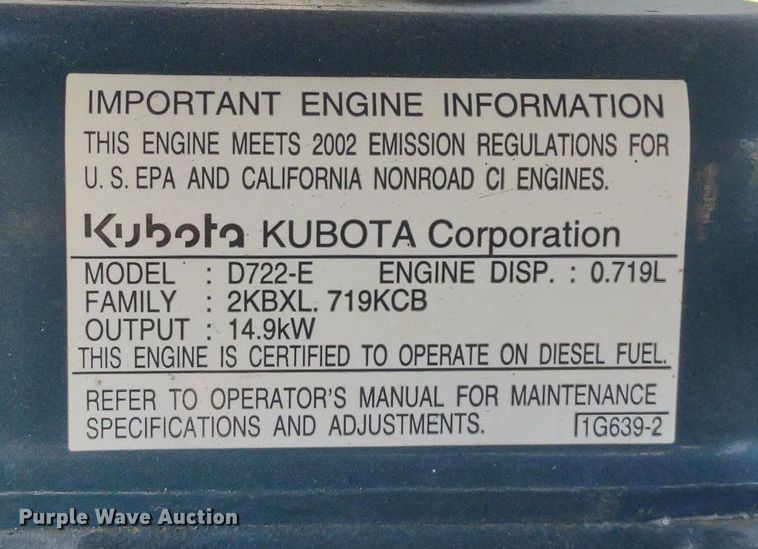 IMPORTANT ENGINE INFORMATION
THIS ENGINE MEETS 2002 EMISSION REGULATIONS FOR
U.S. EPA AND CALIFORNIA NONROAD CI ENGINES.
Kubota KUBOTA Corporation
MODEL : D722-E ENGINE DISP. : 0.719L
FAMILY : 2KBXL. 719KCB
OUTPUT : 14.9kW
THIS ENGINE IS CERTIFIED TO OPERATE ON DIESEL FUEL.
REFER TO OPERATOR'S MANUAL FOR MAINTENANCE
SPECIFICATIONS AND ADJUSTMENTS. 1G639-2
Purple Wave Auction